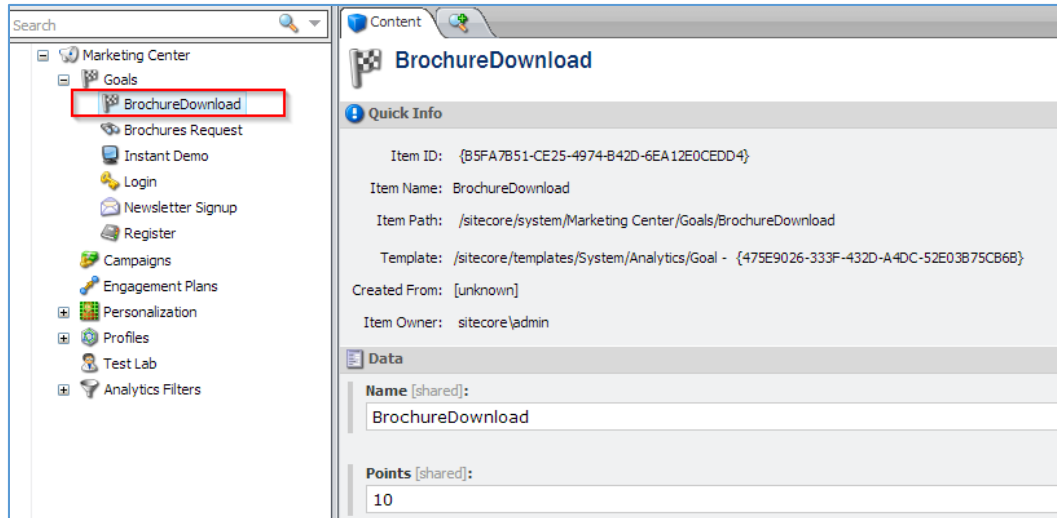 Search
Marketing Center
Goals
BrochureDownload
Brochures Request
Instant Demo
Login
Newsletter Signup
Register
Campaigns
Engagement Plans
Personalization
Profiles
Test Lab
Analytics Filters
Content
BrochureDownload
Quick Info
Item ID: {B5FA7B51-CE25-4974-B42D-6EA12E0CEDD4}
Item Name: BrochureDownload
Item Path: /sitecore/system/Marketing Center/Goals/BrochureDownload
Template: /sitecore/templates/System/Analytics/Goal - {475E9026-333F-432D-A4DC-52E03B75CB6B}
Created From: [unknown]
Item Owner: sitecore\admin
Data
Name [shared]:
BrochureDownload
Points [shared]:
10